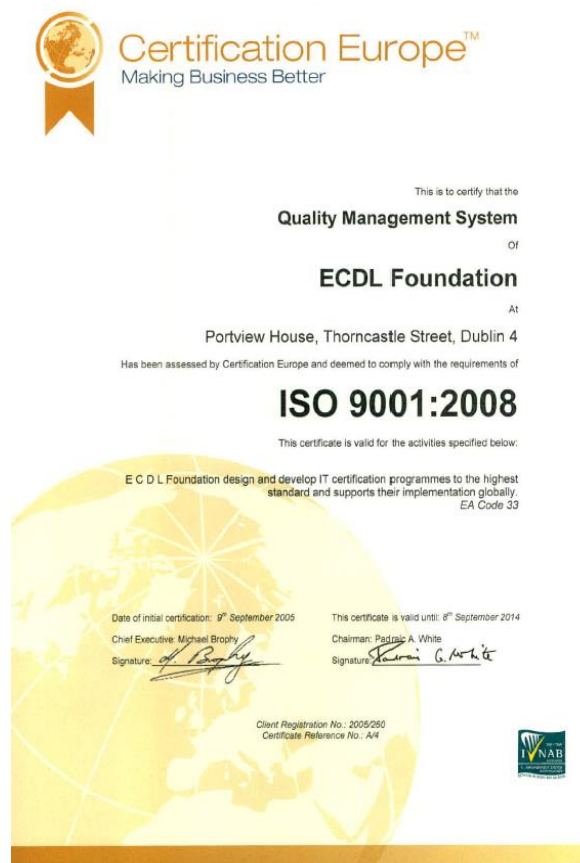 Certification Europe™
Making Business Better
This is to certify that the
Quality Management System
Of
ECDL Foundation
At
Portview House, Thorncastle Street, Dublin 4
Has been assessed by Certification Europe and deemed to comply with the requirements of
ISO 9001:2008
This certificate is valid for the activities specified below:
E C D L Foundation design and develop IT certification programmes to the highest
standard and supports their implementation globally.
EA Code 33
Date of initial certification: 9th September 2005
This certificate is valid until: 8th September 2014
Chief Executive: Michael Brophy
Chairman: Padraic A. White
Signature: M. Brophy
Signature: Padraic A. White
Client Registration No.: 2005/260
Certificate Reference No.: A/4
NAB